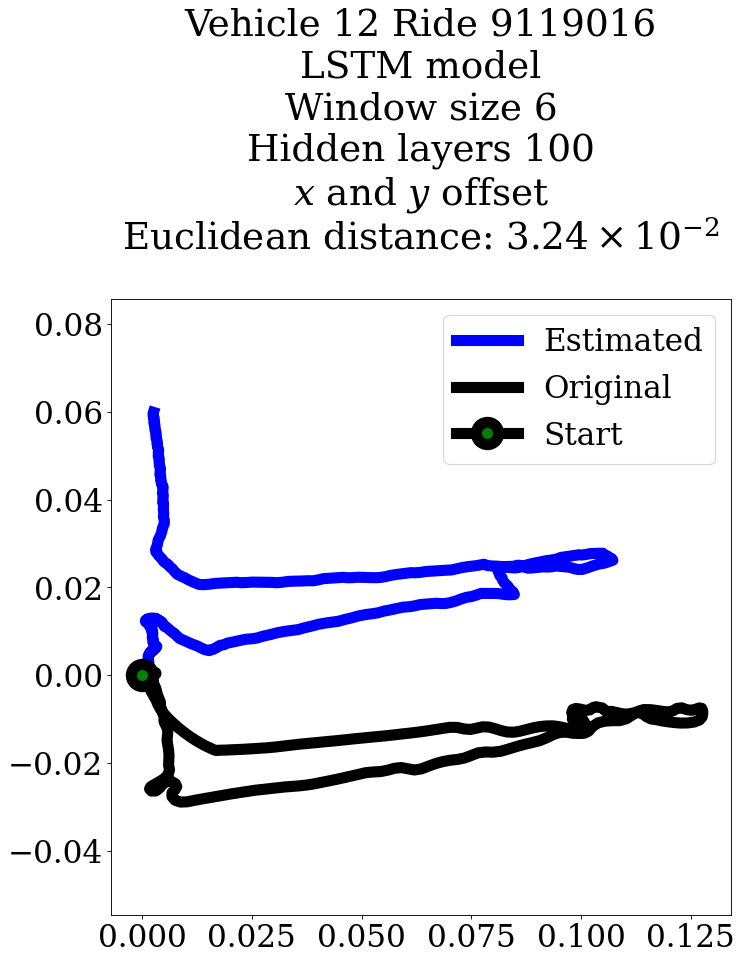 Vehicle 12 Ride 9119016
LSTM model
Window size 6
Hidden layers 100
x and y offset
Euclidean distance: 3.24 × 10⁻²
Estimated
Original
Start
0.08
0.06
0.04
0.02
0.00
−0.02
−0.04
0.000 0.025 0.050 0.075 0.100 0.125